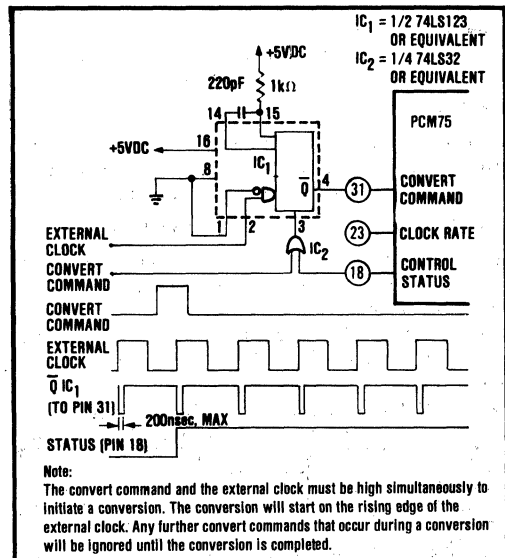 IC1 = 1/2 74LS123
OR EQUIVALENT
IC2 = 1/4 74LS32
OR EQUIVALENT
+5VDC
220pF
1kΩ
14
15
PCM75
+5VDC
16
IC1
8
Q̅
4
31
CONVERT
COMMAND
1
2
3
EXTERNAL
CLOCK
IC2
23
CLOCK RATE
CONVERT
COMMAND
18
CONTROL
STATUS
CONVERT
COMMAND
EXTERNAL
CLOCK
Q̅ IC1
(TO PIN 31)
200nsec, MAX
STATUS (PIN 18)
Note:
The convert command and the external clock must be high simultaneously to
initiate a conversion. The conversion will start on the rising edge of the
external clock. Any further convert commands that occur during a conversion
will be ignored until the conversion is completed.